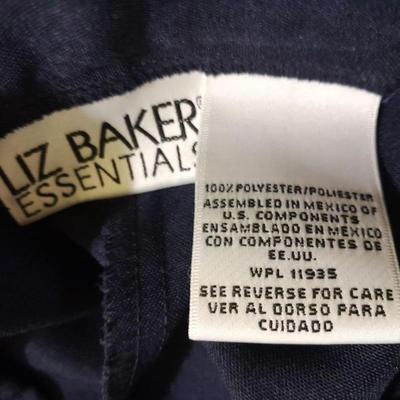 LIZ BAKER®
ESSENTIALS
100% POLYESTER/POLIESTER
ASSEMBLED IN MEXICO OF
U.S. COMPONENTS
ENSAMBLADO EN MEXICO
CON COMPONENTES DE
EE.UU.
WPL 11935
SEE REVERSE FOR CARE
VER AL DORSO PARA
CUIDADO